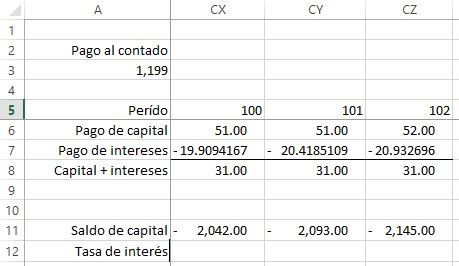 A CX CY CZ
1
2 Pago al contado
3 1,199
4
5 Perído 100 101 102
6 Pago de capital 51.00 51.00 52.00
7 Pago de intereses -19.9094167 - 20.4185109 -20.932696
8 Capital + intereses 31.00 31.00 31.00
9
10
11 Saldo de capital - 2,042.00 - 2,093.00 - 2,145.00
12 Tasa de interés